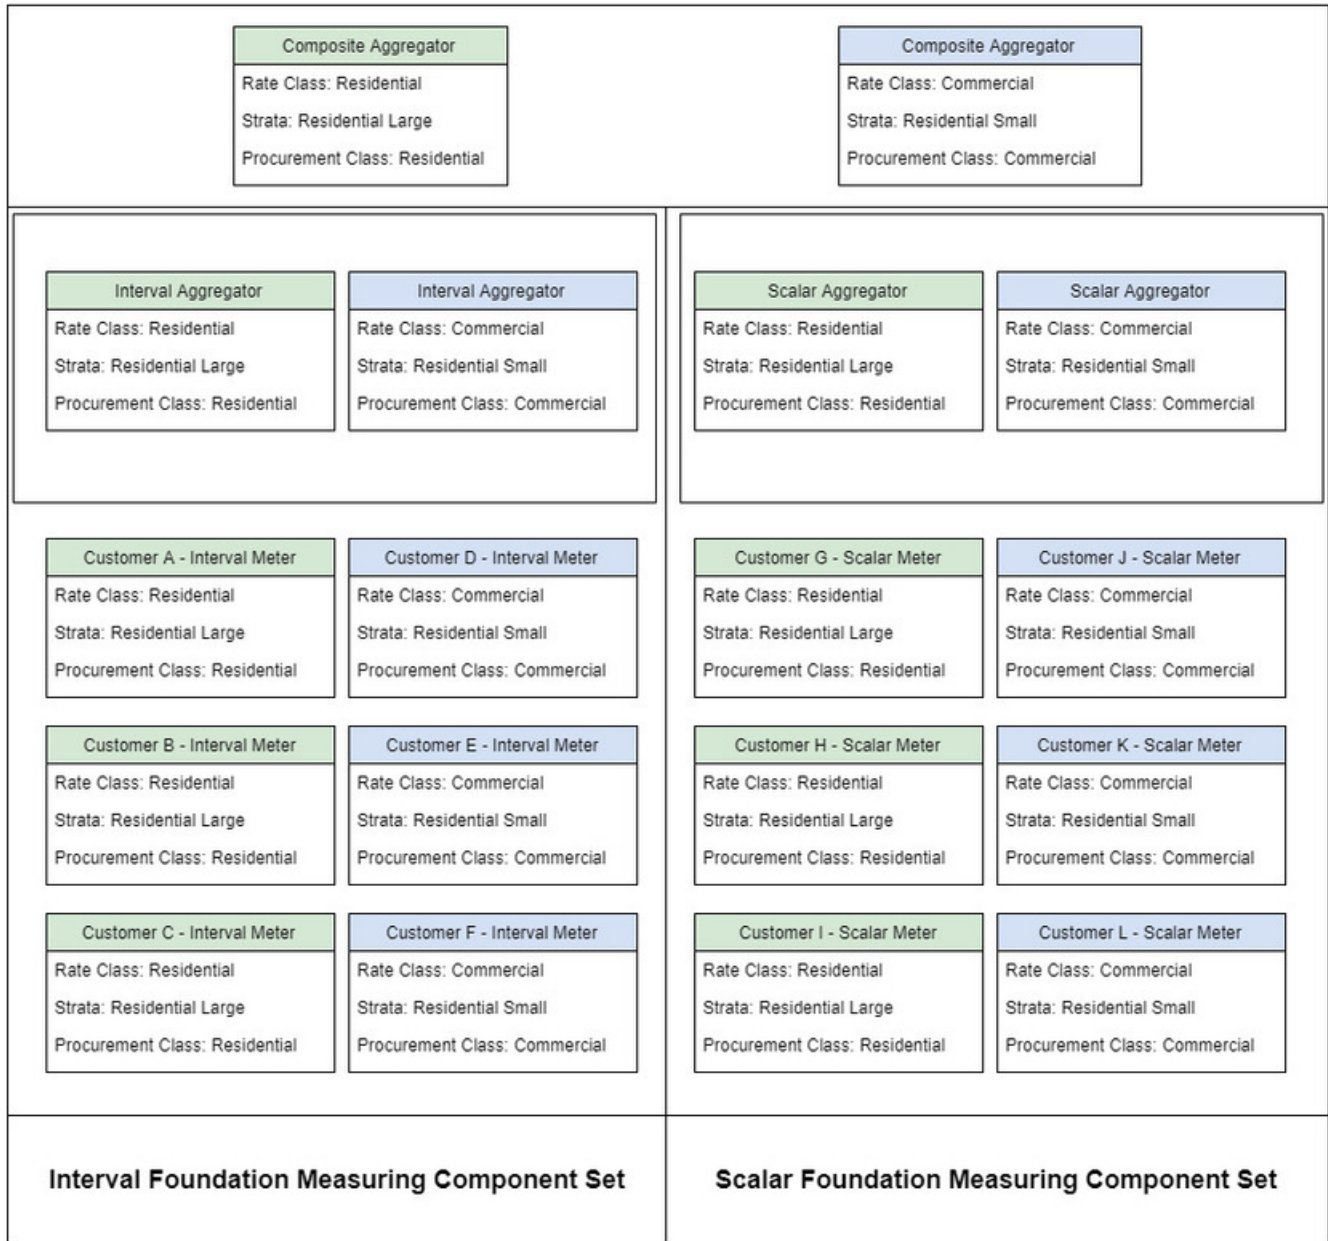 Composite Aggregator
Rate Class: Residential
Strata: Residential Large
Procurement Class: Residential
Composite Aggregator
Rate Class: Commercial
Strata: Residential Small
Procurement Class: Commercial
Interval Aggregator
Rate Class: Residential
Strata: Residential Large
Procurement Class: Residential
Interval Aggregator
Rate Class: Commercial
Strata: Residential Small
Procurement Class: Commercial
Scalar Aggregator
Rate Class: Residential
Strata: Residential Large
Procurement Class: Residential
Scalar Aggregator
Rate Class: Commercial
Strata: Residential Small
Procurement Class: Commercial
Customer A - Interval Meter
Rate Class: Residential
Strata: Residential Large
Procurement Class: Residential
Customer D - Interval Meter
Rate Class: Commercial
Strata: Residential Small
Procurement Class: Commercial
Customer G - Scalar Meter
Rate Class: Residential
Strata: Residential Large
Procurement Class: Residential
Customer J - Scalar Meter
Rate Class: Commercial
Strata: Residential Small
Procurement Class: Commercial
Customer B - Interval Meter
Rate Class: Residential
Strata: Residential Large
Procurement Class: Residential
Customer E - Interval Meter
Rate Class: Commercial
Strata: Residential Small
Procurement Class: Commercial
Customer H - Scalar Meter
Rate Class: Residential
Strata: Residential Large
Procurement Class: Residential
Customer K - Scalar Meter
Rate Class: Commercial
Strata: Residential Small
Procurement Class: Commercial
Customer C - Interval Meter
Rate Class: Residential
Strata: Residential Large
Procurement Class: Residential
Customer F - Interval Meter
Rate Class: Commercial
Strata: Residential Small
Procurement Class: Commercial
Customer I - Scalar Meter
Rate Class: Residential
Strata: Residential Large
Procurement Class: Residential
Customer L - Scalar Meter
Rate Class: Commercial
Strata: Residential Small
Procurement Class: Commercial
Interval Foundation Measuring Component Set
Scalar Foundation Measuring Component Set